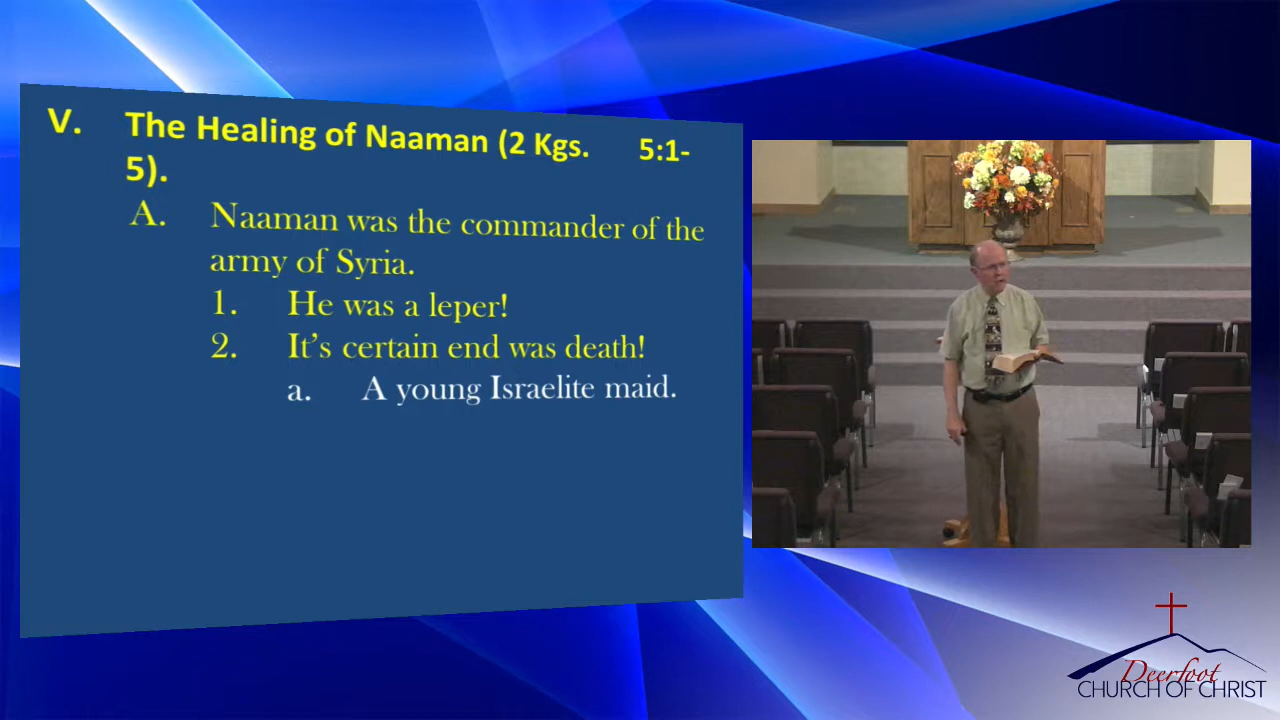 V. The Healing of Naaman (2 Kgs. 5:1-
5).
A. Naaman was the commander of the
army of Syria.
1. He was a leper!
2. It's certain end was death!
a. A young Israelite maid.
Deerfoot
CHURCH OF CHRIST